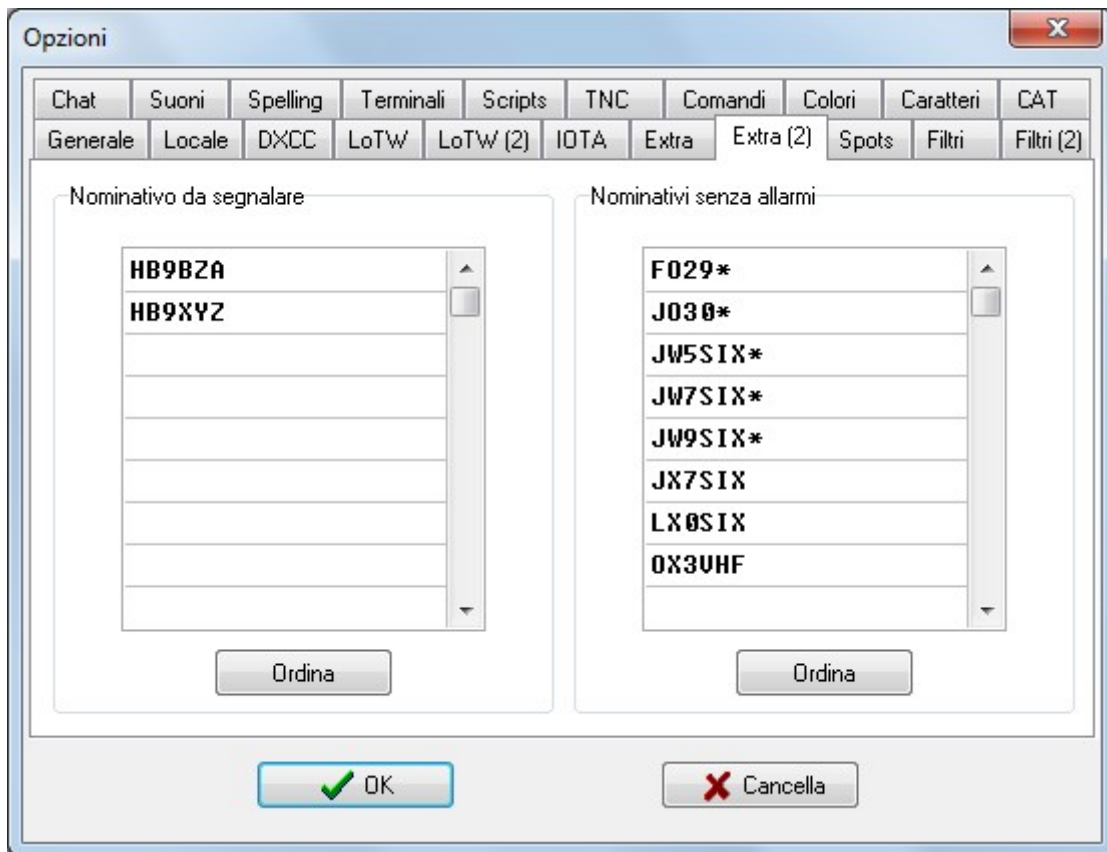 Opzioni
Chat Suoni Spelling Terminali Scripts TNC Comandi Colori Caratteri CAT
Generale Locale DXCC LoTW LoTW (2) IOTA Extra Extra (2) Spots Filtri Filtri (2)
Nominativo da segnalare
HB9BZA
HB9XYZ
Ordina
Nominativi senza allarmi
FO29*
JO30*
JW5SIX*
JW7SIX*
JW9SIX*
JX7SIX
LX0SIX
OX3VHF
Ordina
OK Cancella